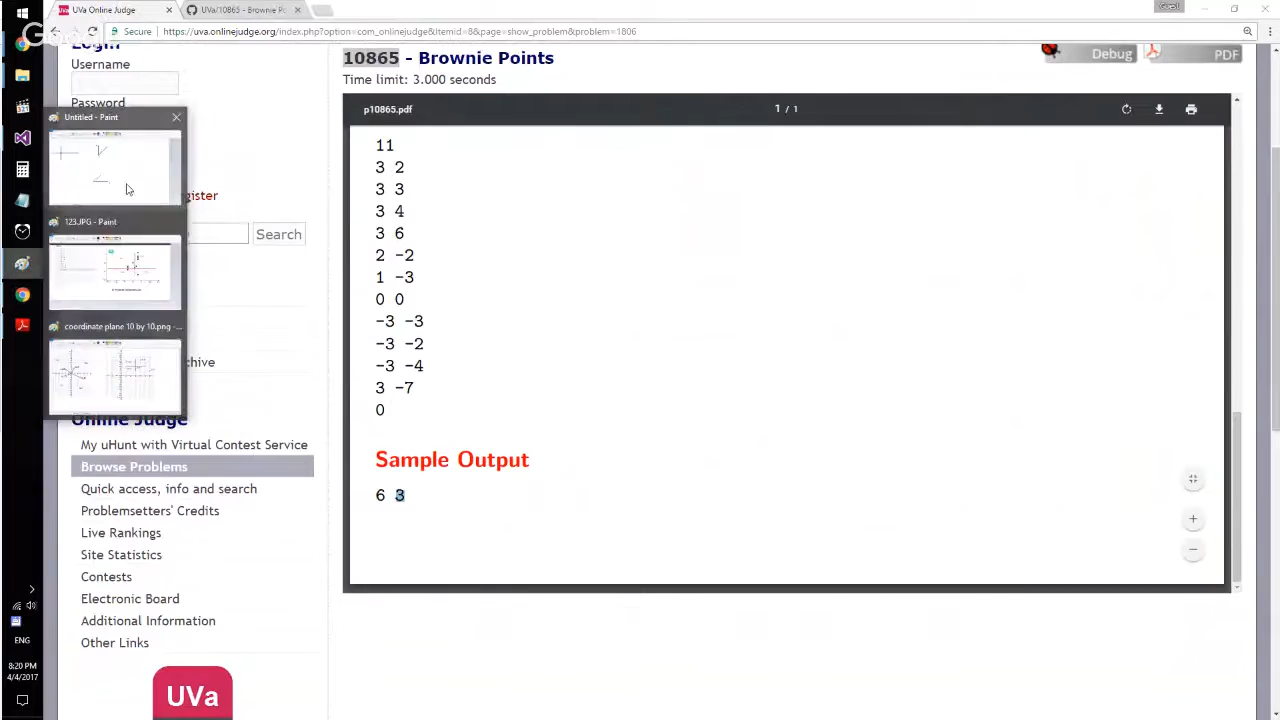 UVa Online Judge
UVa/10865 - Brownie Po
Secure
https://uva.onlinejudge.org/index.php?option=com_onlinejudge&Itemid=8&page=show_problem&problem=1806
Login
Username
Password
Untitled - Paint
gister
Search
123.JPG - Paint
coordinate plane 10 by 10.png -...
chive
Online Judge
My uHunt with Virtual Contest Service
Browse Problems
Quick access, info and search
Problemsetters' Credits
Live Rankings
Site Statistics
Contests
Electronic Board
Additional Information
Other Links
UVa
10865 - Brownie Points
Time limit: 3.000 seconds
Debug
PDF
p10865.pdf
1 / 1
11
3 2
3 3
3 4
3 6
2 −2
1 −3
0 0
−3 −3
−3 −2
−3 −4
3 −7
0
Sample Output
6 3
ENG
8:20 PM
4/4/2017